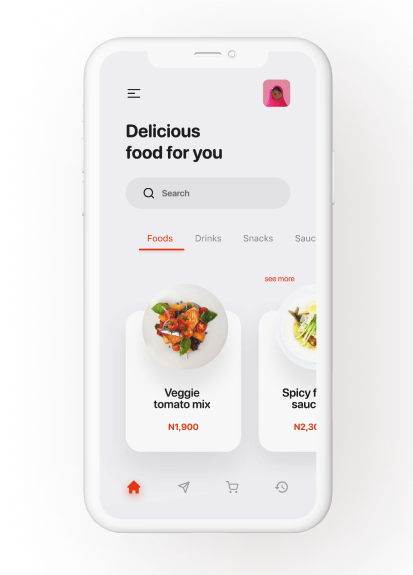 Delicious
food for you
Search
Foods Drinks Snacks Sauc
see more
Veggie
tomato mix
N1,900
Spicy f
sauc
N2,30